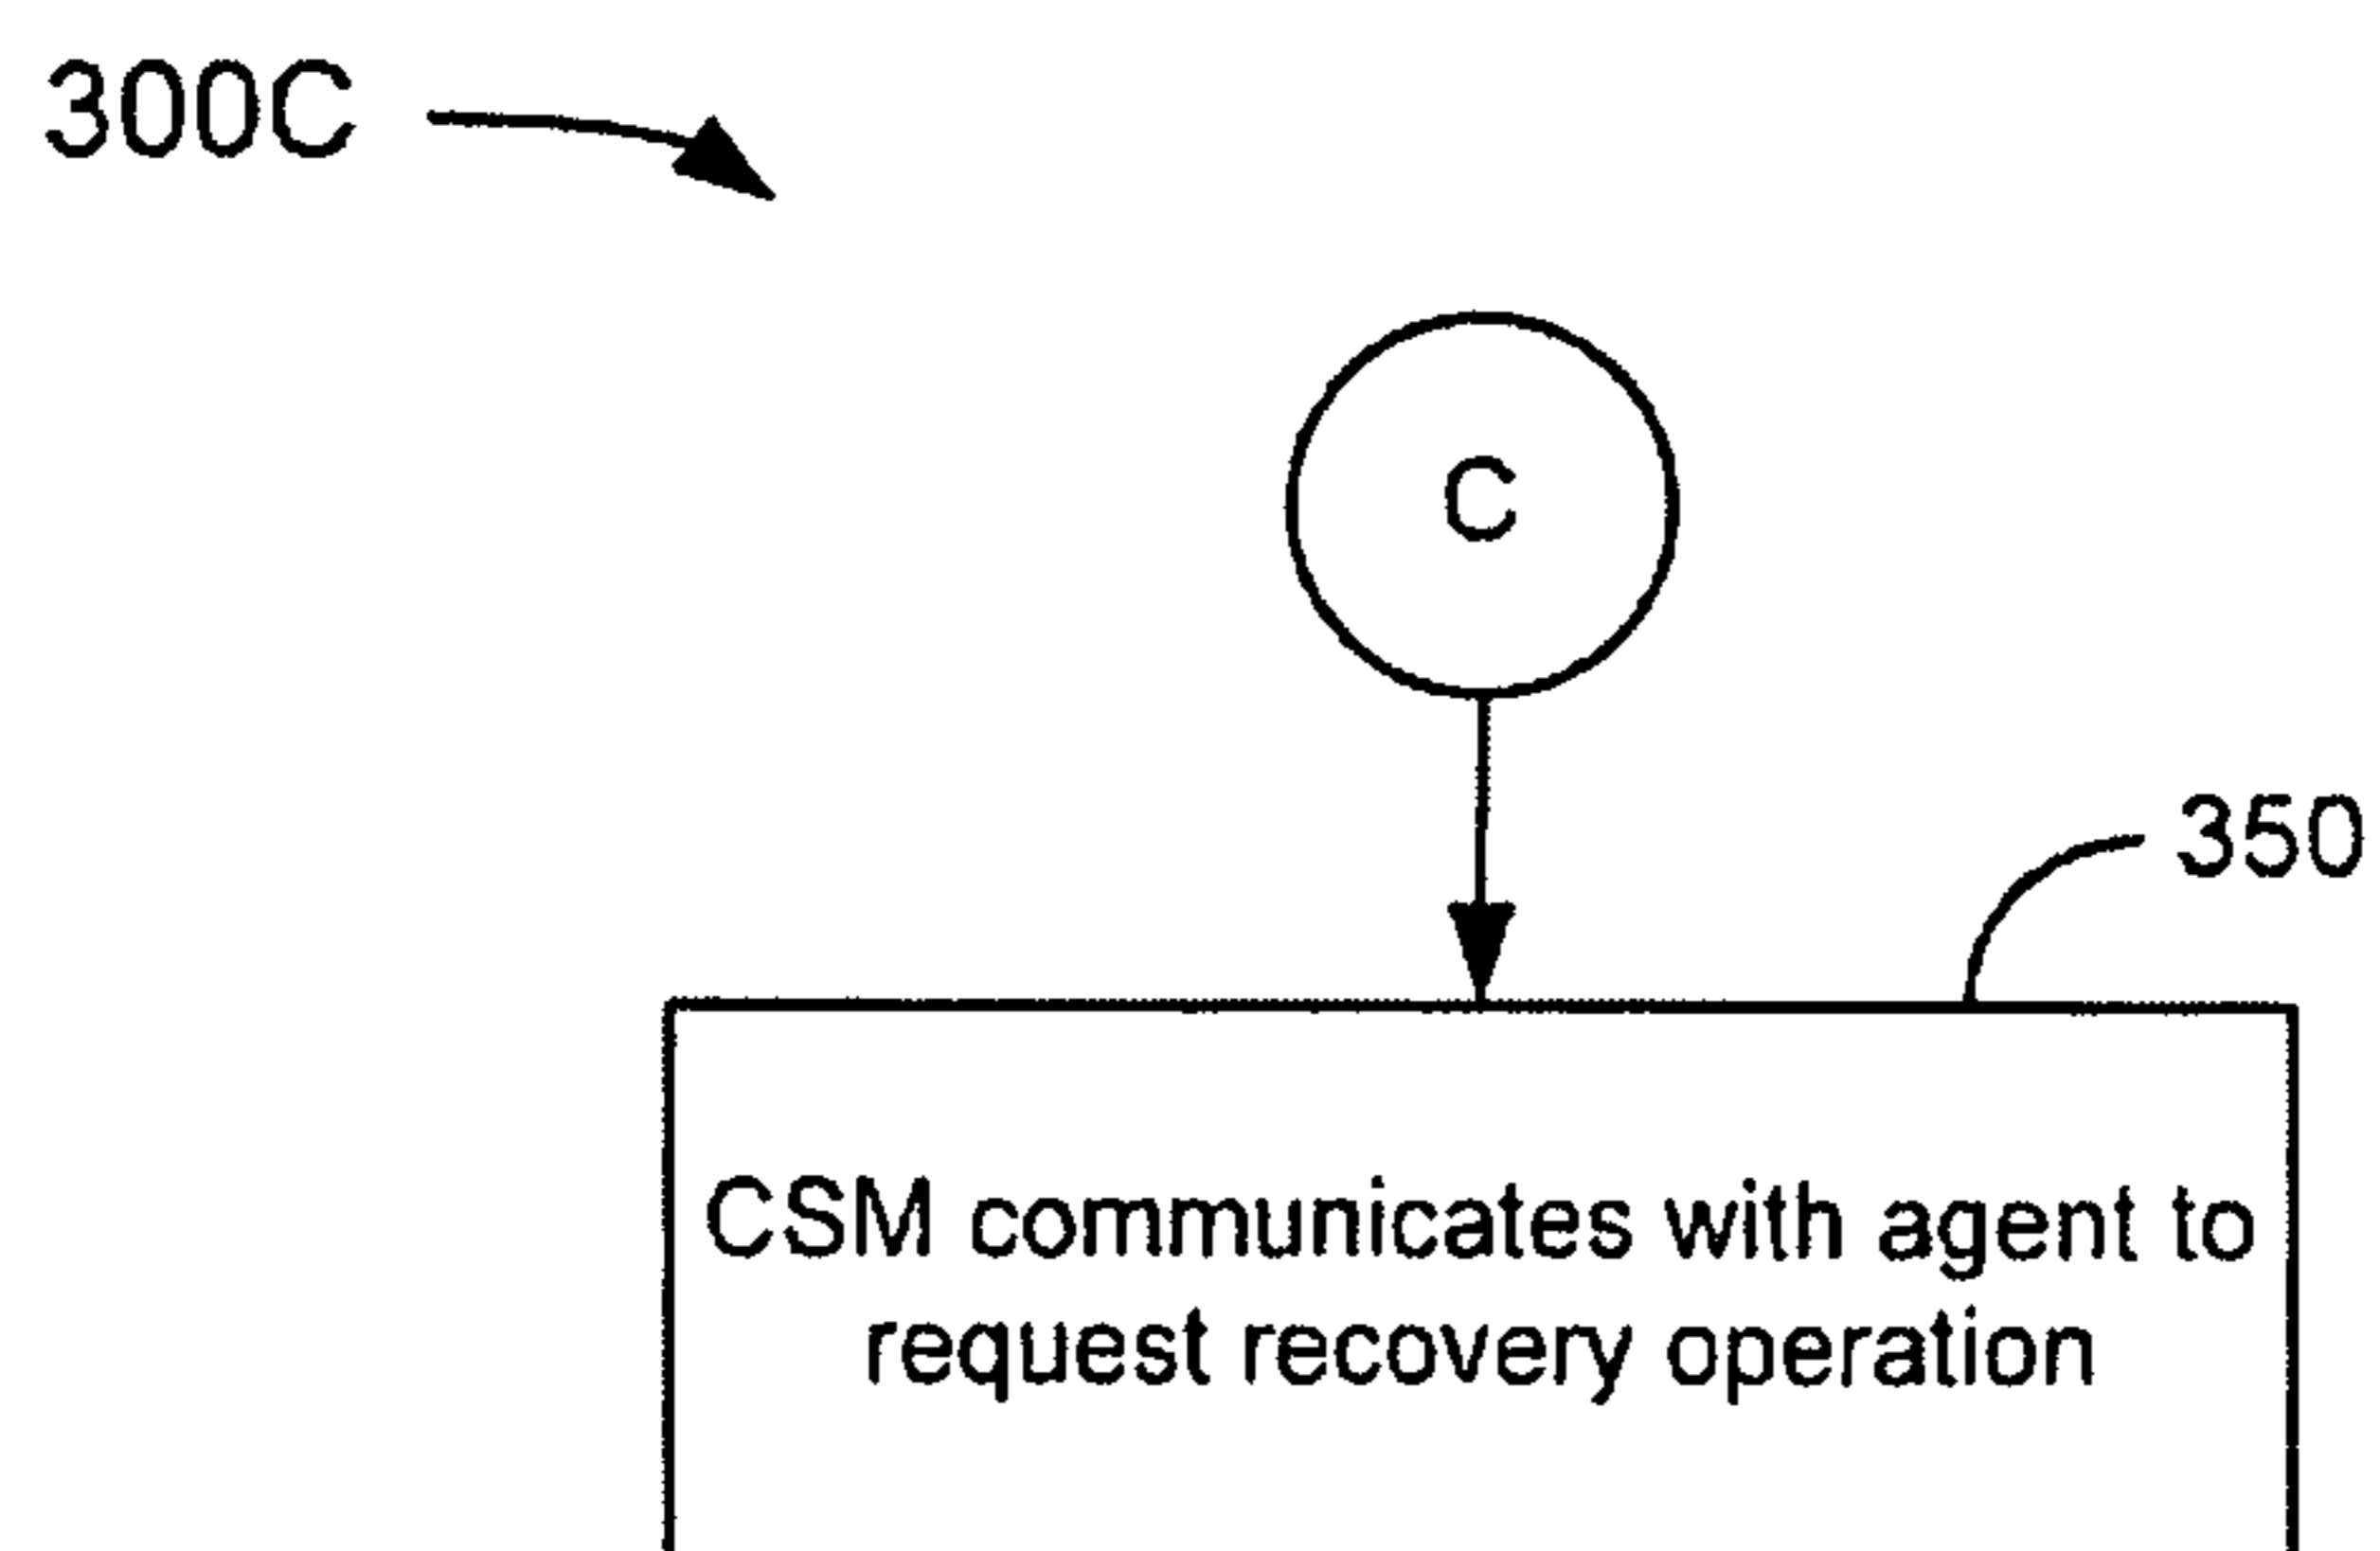 300C
C
350
CSM communicates with agent to
request recovery operation